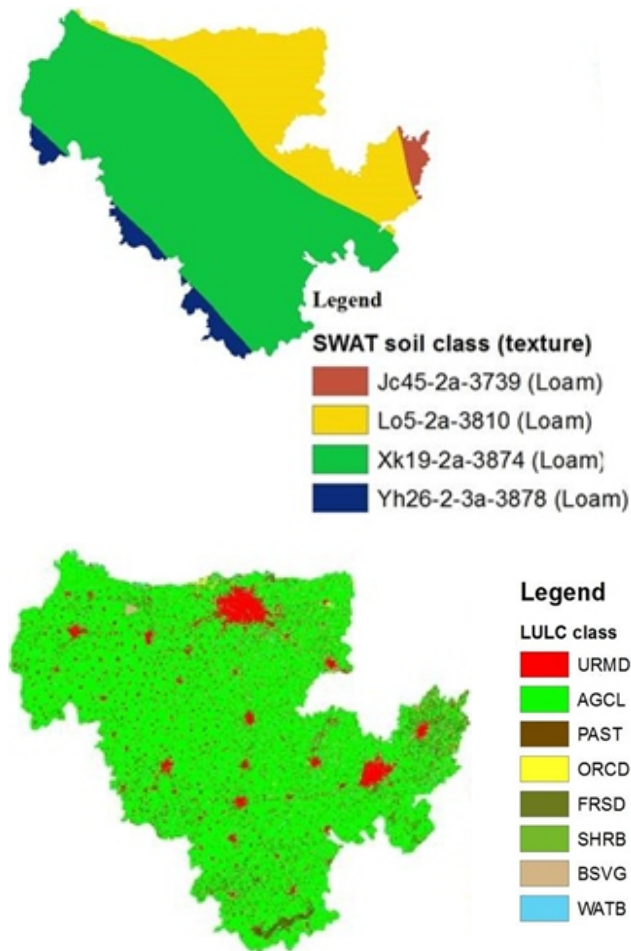 Legend
SWAT soil class (texture)
Jc45-2a-3739 (Loam)
Lo5-2a-3810 (Loam)
Xk19-2a-3874 (Loam)
Yh26-2-3a-3878 (Loam)
Legend
LULC class
URMD
AGCL
PAST
ORCD
FRSD
SHRB
BSVG
WATB